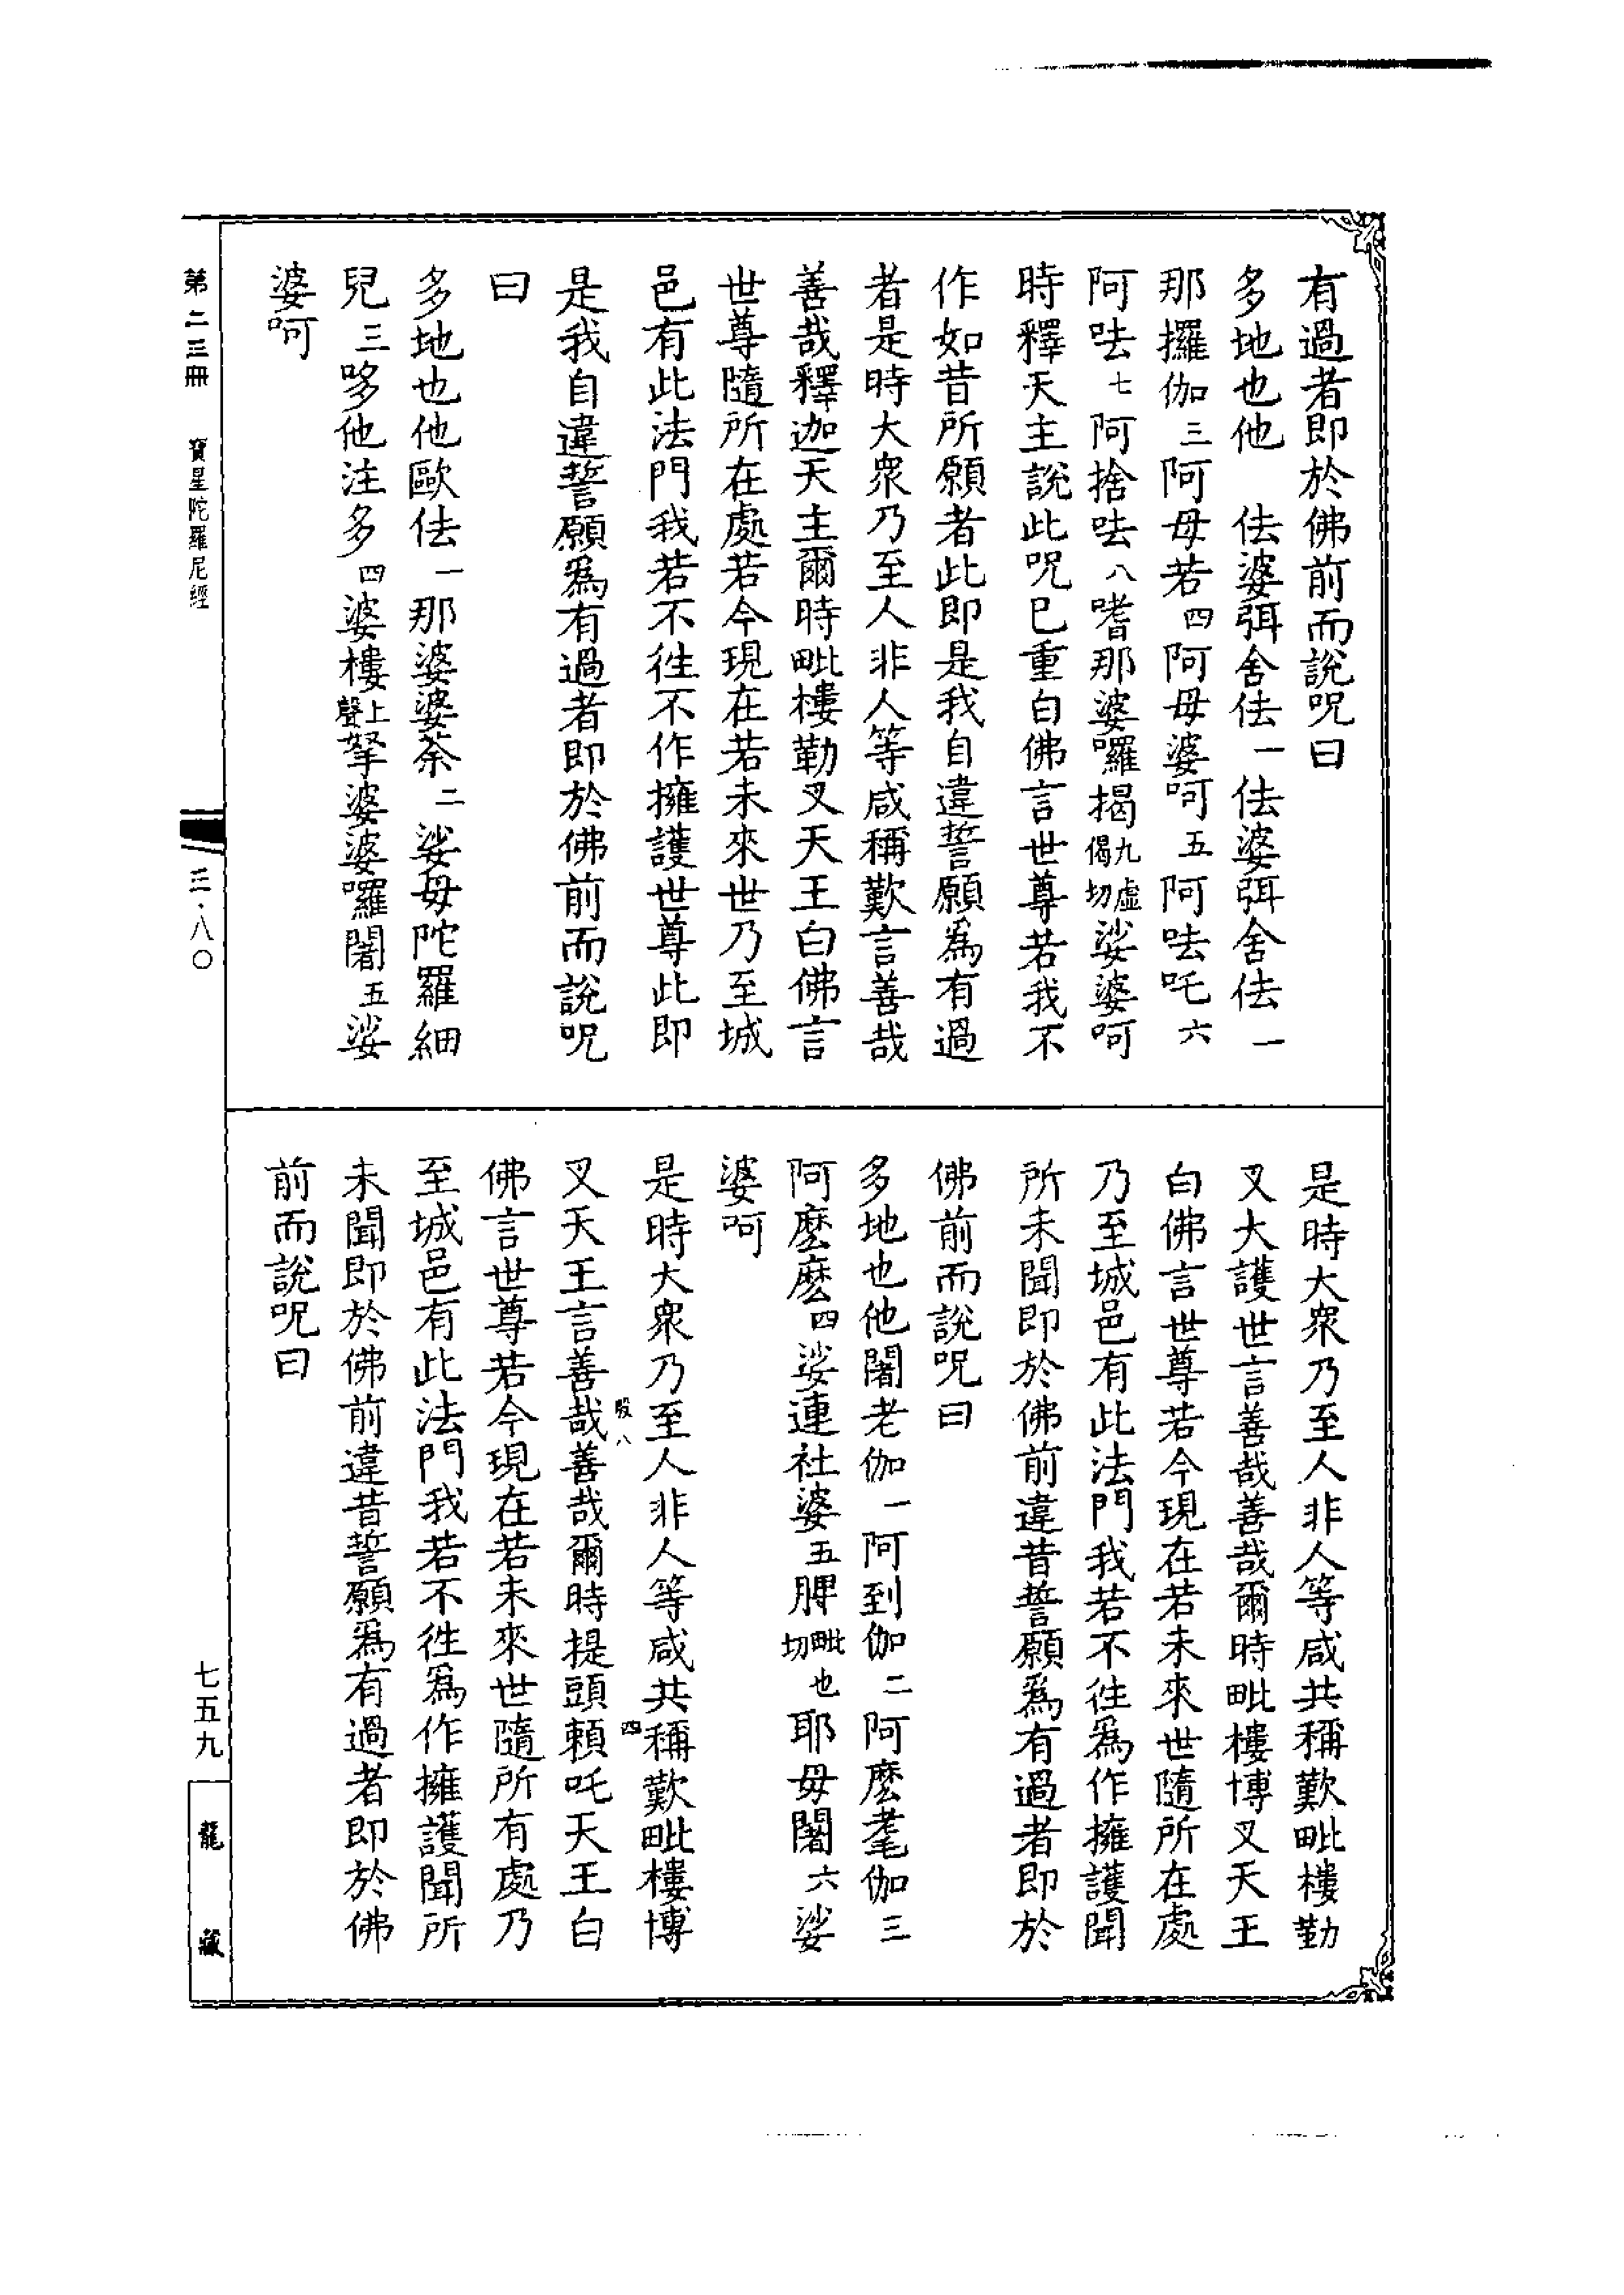 有過者即於佛前而說呪曰
多地也他　佉婆弭舍佉一佉婆弭舍佉一
那攞伽三阿母若四阿母婆呵五阿呿吒六
阿呿七阿捨呿八嗜那婆囉揭九虛偈切娑婆呵
時釋天主說此呪已重白佛言世尊若我不
作如昔所願者此即是我自違誓願為有過
者是時大衆乃至人非人等咸稱歎言善哉
善哉釋迦天主爾時毗樓勒叉天王白佛言
世尊隨所在處若今現在若未來世乃至城
邑有此法門我若不徃不作擁護世尊此即
是我自違誓願爲有過者即於佛前而說呪
曰
多地也他歐佉一那婆婆荼二娑母陀羅細
兒三哆他注多四婆樓上聲拏婆婆囉闍五娑
婆呵
是時大衆乃至人非人等咸共稱歎毗樓勤
叉大護世言善哉善哉爾時毗樓博叉天王
白佛言世尊若今現在若未來世隨所在處
乃至城邑有此法門我若不徃爲作擁護聞
所未聞即於佛前違昔誓願爲有過者即於
佛前而說呪曰
多地也他闍老伽一阿到伽二阿麽耄伽三
阿麽麽四娑連社婆五脾毗也切耶母闍六娑
婆呵
是時大衆乃至人非人等咸共稱歎毗樓博
叉天王言善哉善哉爾時提頭賴吒天王白
佛言世尊若今現在若未來世隨所有處乃
至城邑有此法門我若不徃爲作擁護聞所
未聞即於佛前違昔誓願爲有過者即於佛
前而說呪曰
第二三冊　寶星陀羅尼經　三·八〇　七五九　龍藏